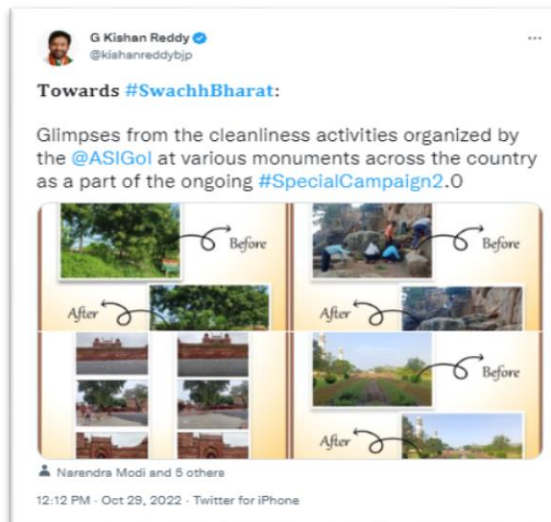 G Kishan Reddy
@kishanreddybjp
Towards #SwachhBharat:
Glimpses from the cleanliness activities organized by
the @ASIGoI at various monuments across the country
as a part of the ongoing #SpecialCampaign2.0
Before
Before
After
After
Before
After
Narendra Modi and 5 others
12:12 PM · Oct 29, 2022 · Twitter for iPhone